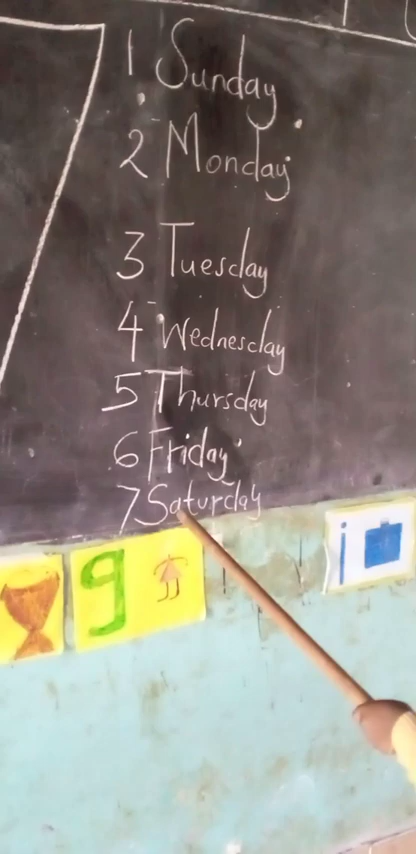 1 Sunday
2 Monday
3 Tuesday
4 Wednesday
5 Thursday
6 Friday
7 Saturday
g
i